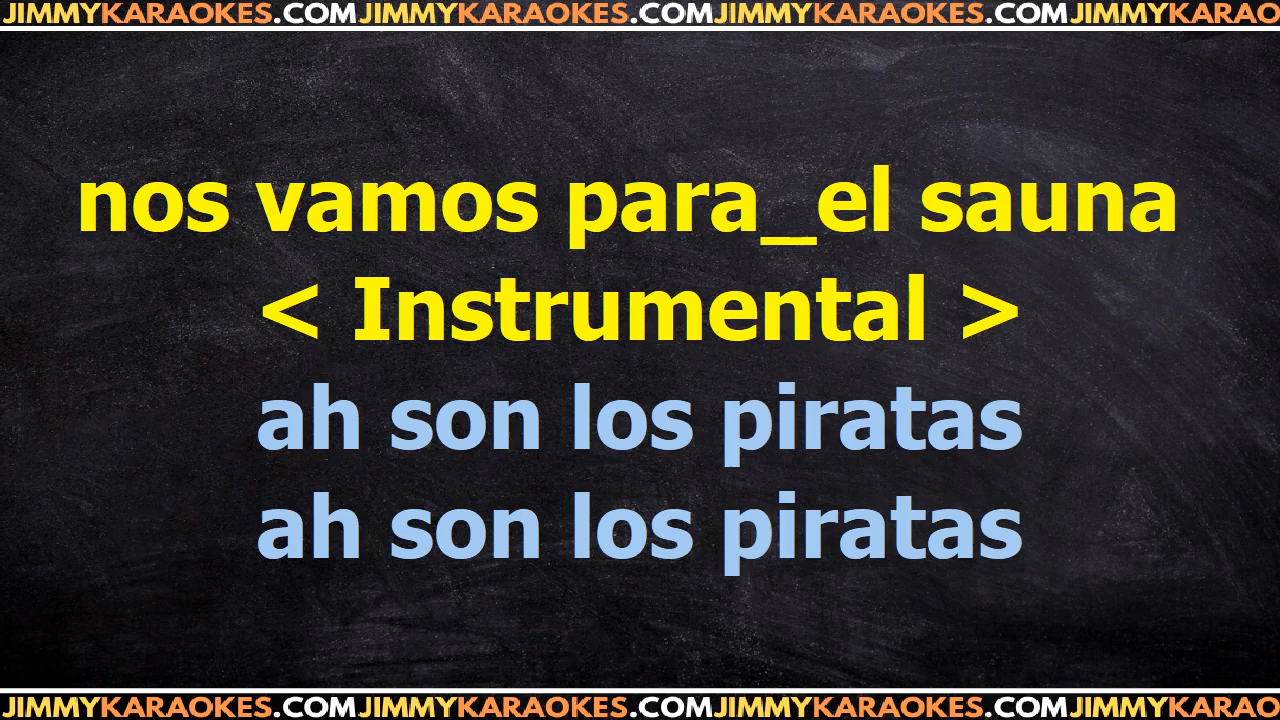 JIMMYKARAOKES.COMJIMMYKARAOKES.COMJIMMYKARAOKES.COMJIMMYKARAO
nos vamos para_el sauna
< Instrumental >
ah son los piratas
ah son los piratas
JIMMYKARAOKES.COMJIMMYKARAOKES.COMJIMMYKARAOKES.COMJIMMYKARAO